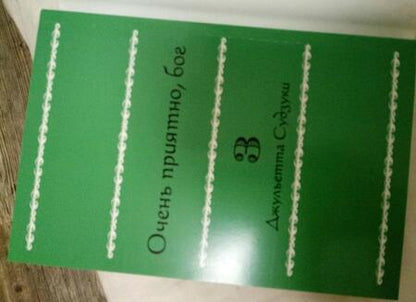 Очень приятно, бог
3
Джульетта Судзуки